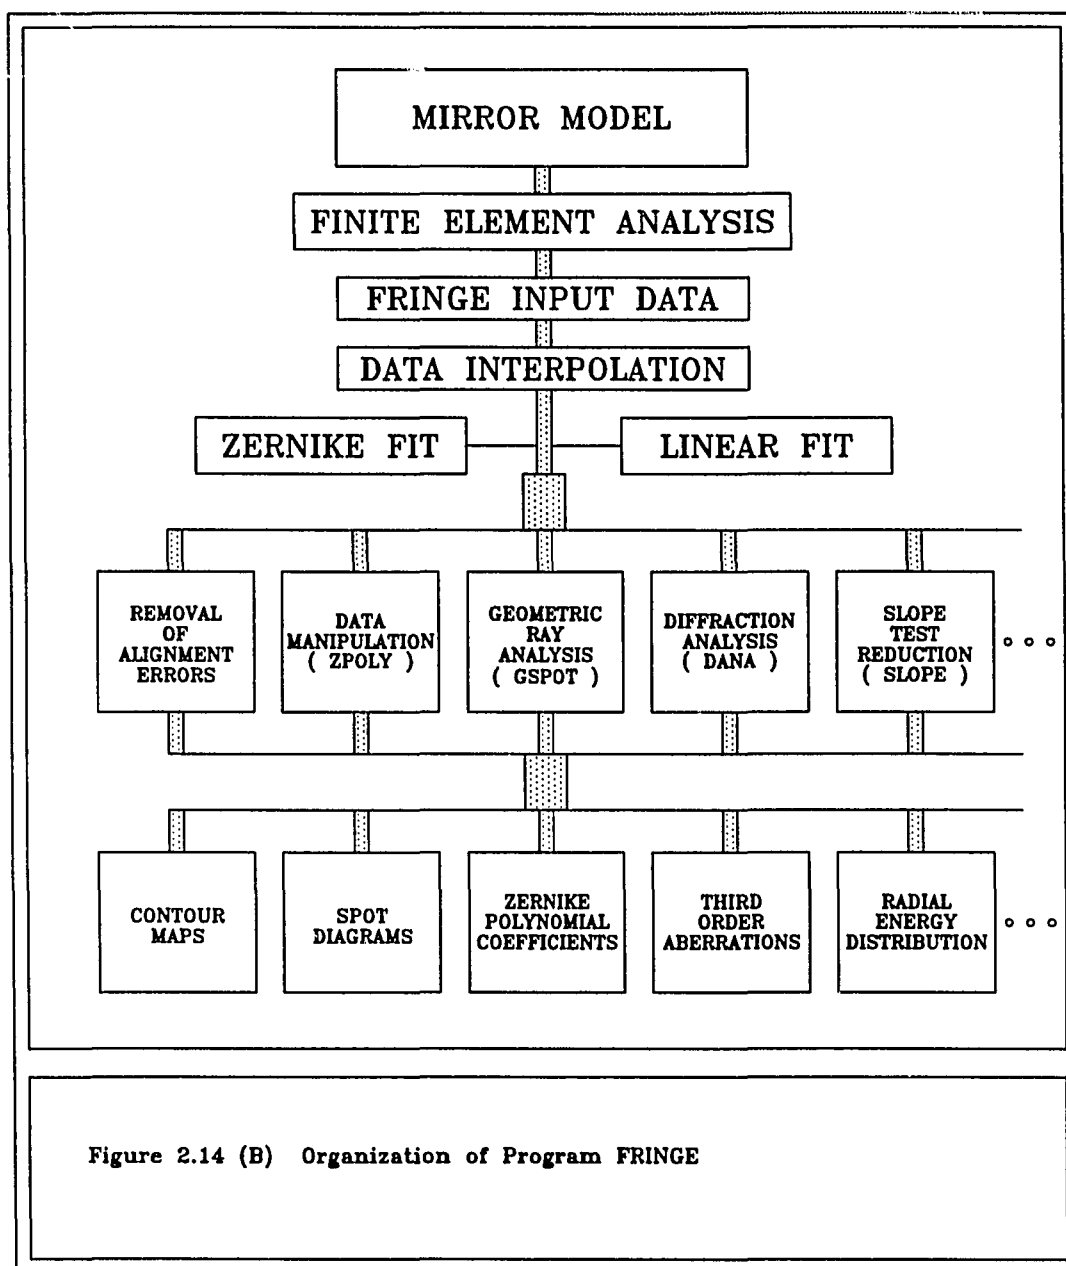 MIRROR MODEL
FINITE ELEMENT ANALYSIS
FRINGE INPUT DATA
DATA INTERPOLATION
ZERNIKE FIT
LINEAR FIT
REMOVAL
OF
ALIGNMENT
ERRORS
DATA
MANIPULATION
( ZPOLY )
GEOMETRIC
RAY
ANALYSIS
( GSPOT )
DIFFRACTION
ANALYSIS
( DANA )
SLOPE
TEST
REDUCTION
( SLOPE )
CONTOUR
MAPS
SPOT
DIAGRAMS
ZERNIKE
POLYNOMIAL
COEFFICIENTS
THIRD
ORDER
ABERRATIONS
RADIAL
ENERGY
DISTRIBUTION
Figure 2.14 (B) Organization of Program FRINGE